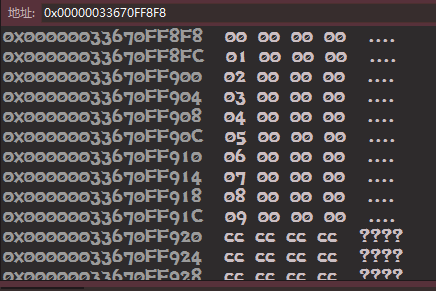 地址: 0x00000033670FF8F8
0x00000033670FF8F8 00 00 00 00 ....
0x00000033670FF8FC 01 00 00 00 ....
0x00000033670FF900 02 00 00 00 ....
0x00000033670FF904 03 00 00 00 ....
0x00000033670FF908 04 00 00 00 ....
0x00000033670FF90C 05 00 00 00 ....
0x00000033670FF910 06 00 00 00 ....
0x00000033670FF914 07 00 00 00 ....
0x00000033670FF918 08 00 00 00 ....
0x00000033670FF91C 09 00 00 00 ....
0x00000033670FF920 cc cc cc cc ????
0x00000033670FF924 cc cc cc cc ????
0x00000033670FF928 cc cc cc cc ????